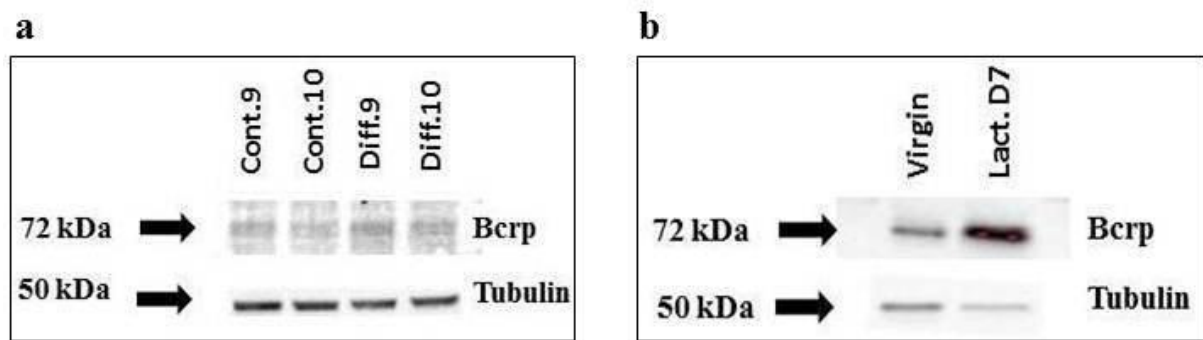 a
Cont.9
Cont.10
Diff.9
Diff.10
72 kDa
Bcrp
50 kDa
Tubulin
b
Virgin
Lact. D7
72 kDa
Bcrp
50 kDa
Tubulin